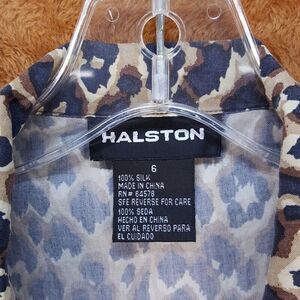 HALSTON
6
100% SILK
MADE IN CHINA
RN# 64578
SFE REVERSE FOR CARE
100% SEDA
HECHO EN CHINA
VER AL REVERSO PARA
EL CUIDADO